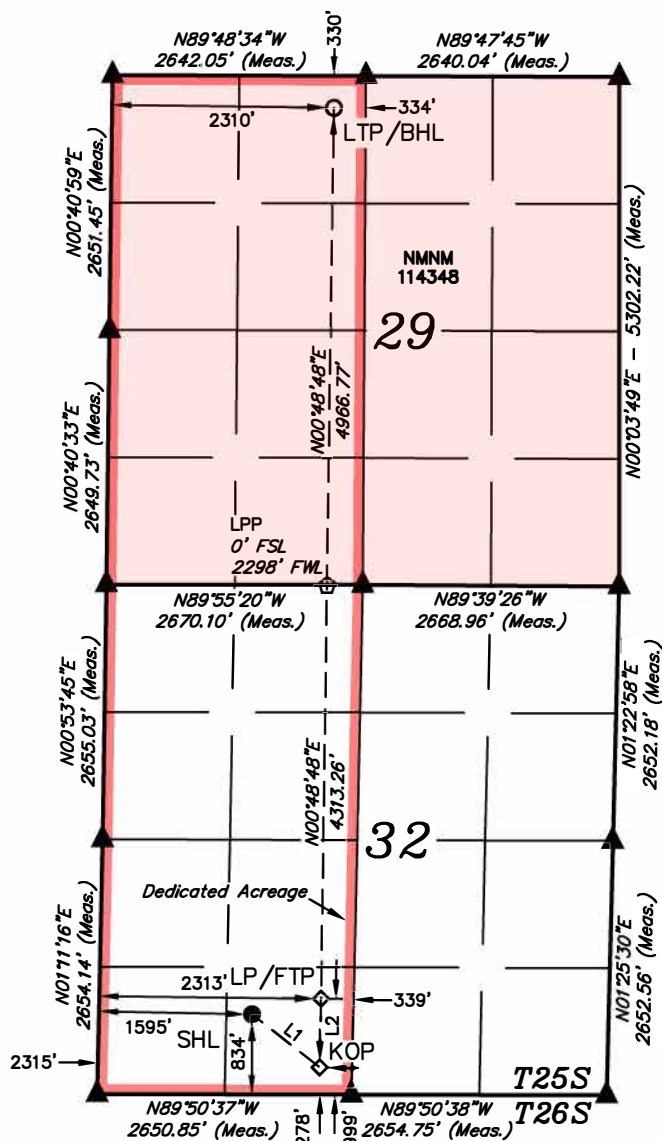 N89°48'34"W
2642.05' (Meas.)
330'
N89°47'45"W
2640.04' (Meas.)
2310'
334'
LTP/BHL
N00°40'59"E
2651.45' (Meas.)
NMNM
114348
29
N00°03'49"E - 5302.22' (Meas.)
N00°48'48"E
4966.77'
N00°40'33"E
2649.73' (Meas.)
LPP
0' FSL
2298' FWL
N89°55'20"W
2670.10' (Meas.)
N89°39'26"W
2668.96' (Meas.)
N00°53'45"E
2655.03' (Meas.)
N01°22'58"E
2652.18' (Meas.)
N00°48'48"E
4313.26'
32
Dedicated Acreage
N01°11'16"E
2654.14' (Meas.)
N01°25'30"E
2652.56' (Meas.)
2313'
LP/FTP
339'
1595'
SHL
834'
L1
L2
KOP
2315'
T25S
T26S
N89°50'37"W
2650.85' (Meas.)
278'
999'
N89°50'38"W
2654.75' (Meas.)